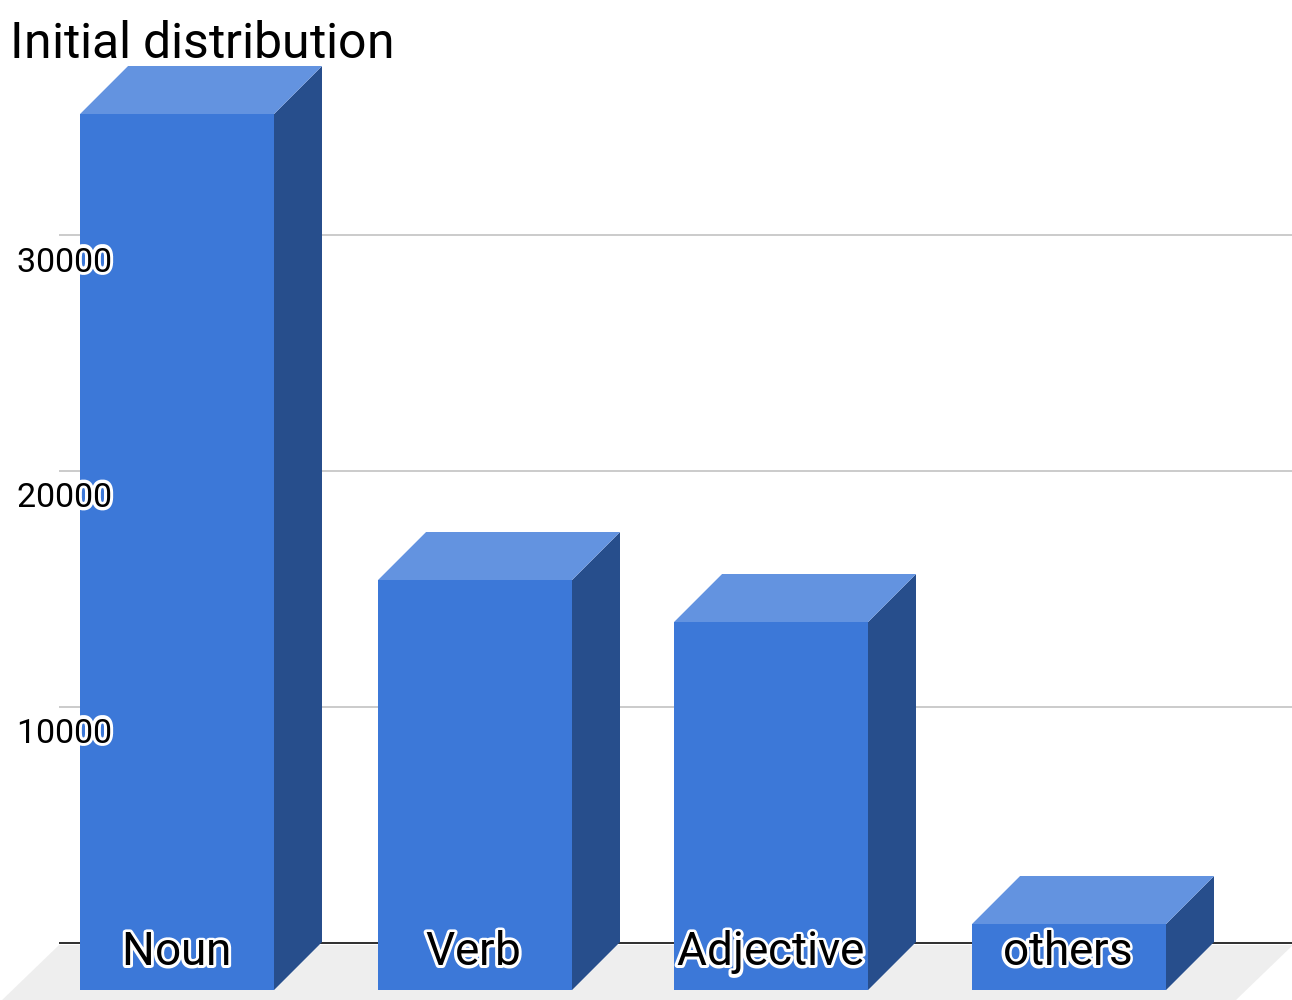 Initial distribution
30000
20000
10000
Noun
Verb
Adjective
others